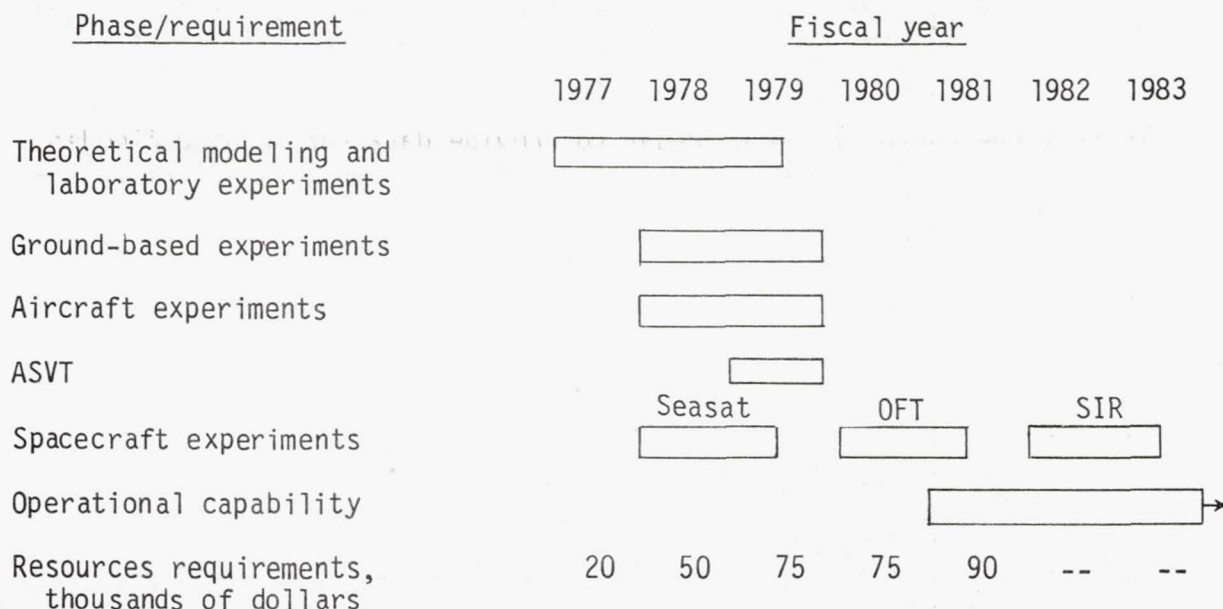 Phase/requirement Fiscal year
1977 1978 1979 1980 1981 1982 1983
Theoretical modeling and
laboratory experiments
Ground-based experiments
Aircraft experiments
ASVT
Seasat OFT SIR
Spacecraft experiments
Operational capability
Resources requirements, 20 50 75 75 90 -- --
thousands of dollars